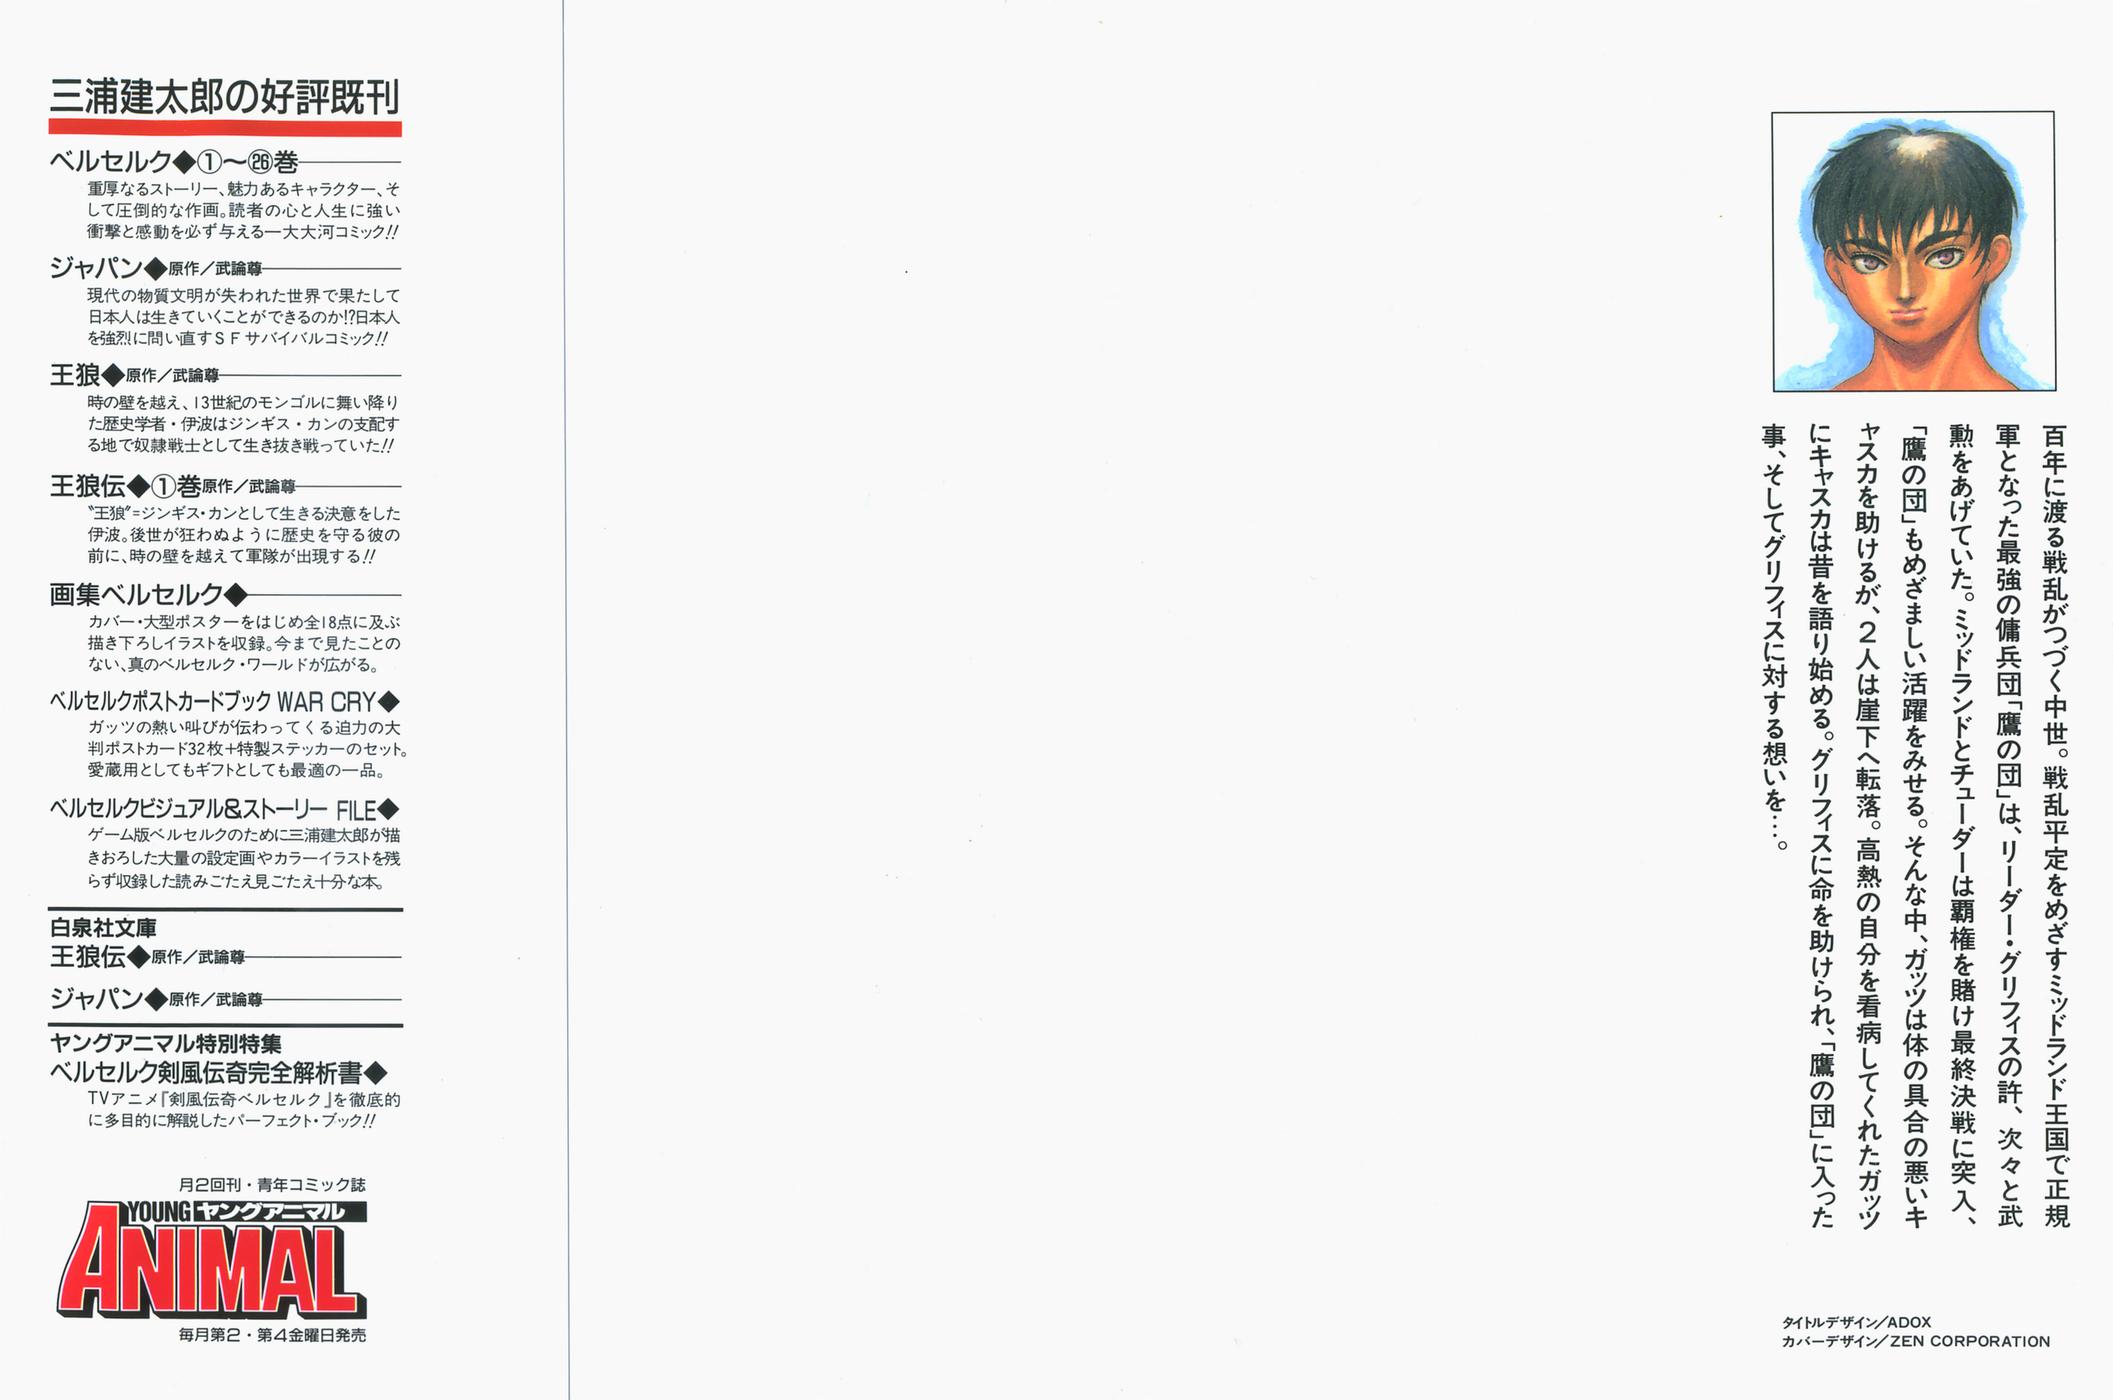 三浦建太郎の好評既刊
ベルセルク◆①〜㉖巻
重厚なるストーリー、魅力あるキャラクター、そ
して圧倒的な作画。読者の心と人生に強い
衝撃と感動を必ず与える一大大河コミック!!
ジャパン◆原作／武論尊
現代の物質文明が失われた世界で果たして
日本人は生きていくことができるのか!?日本人
を強烈に問い直すＳＦサバイバルコミック!!
王狼◆原作／武論尊
時の壁を越え、13世紀のモンゴルに舞い降り
た歴史学者・伊波はジンギス・カンの支配す
る地で奴隷戦士として生き抜き戦っていた!!
王狼伝◆①巻原作／武論尊
〝王狼〟=ジンギス・カンとして生きる決意をした
伊波。後世が狂わぬように歴史を守る彼の
前に、時の壁を越えて軍隊が出現する!!
画集ベルセルク◆
カバー・大型ポスターをはじめ全18点に及ぶ
描き下ろしイラストを収録。今まで見たことの
ない、真のベルセルク・ワールドが広がる。
ベルセルクポストカードブック WAR CRY◆
ガッツの熱い叫びが伝わってくる迫力の大
判ポストカード32枚＋特製ステッカーのセット。
愛蔵用としてもギフトとしても最適の一品。
ベルセルクビジュアル&ストーリー FILE◆
ゲーム版ベルセルクのために三浦建太郎が描
きおろした大量の設定画やカラーイラストを残
らず収録した読みごたえ見ごたえ十分な本。
白泉社文庫
王狼伝◆原作／武論尊
ジャパン◆原作／武論尊
ヤングアニマル特別特集
ベルセルク剣風伝奇完全解析書◆
TVアニメ『剣風伝奇ベルセルク』を徹底的
に多目的に解説したパーフェクト・ブック!!
月2回刊・青年コミック誌
YOUNG ヤングアニマル
ANIMAL
毎月第2・第4金曜日発売
百年に渡る戦乱がつづく中世。戦乱平定をめざすミッドランド王国で正規
軍となった最強の傭兵団「鷹の団」は、リーダー・グリフィスの許、次々と武
勲をあげていた。ミッドランドとチューダーは覇権を賭け最終決戦に突入、
「鷹の団」もめざましい活躍をみせる。そんな中、ガッツは体の具合の悪いキ
ャスカを助けるが、２人は崖下へ転落。高熱の自分を看病してくれたガッツ
にキャスカは昔を語り始める。グリフィスに命を助けられ、「鷹の団」に入った
事、そしてグリフィスに対する想いを…。
タイトルデザイン／ADOX
カバーデザイン／ZEN CORPORATION